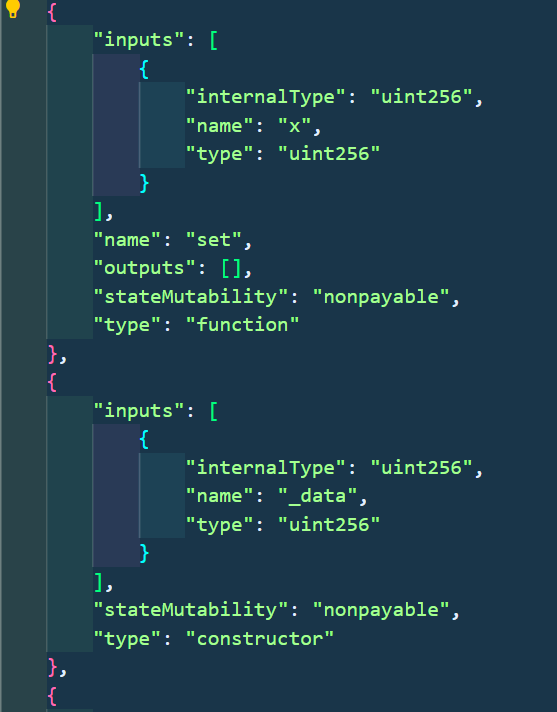 {
"inputs": [
{
"internalType": "uint256",
"name": "x",
"type": "uint256"
}
],
"name": "set",
"outputs": [],
"stateMutability": "nonpayable",
"type": "function"
},
{
"inputs": [
{
"internalType": "uint256",
"name": "_data",
"type": "uint256"
}
],
"stateMutability": "nonpayable",
"type": "constructor"
},
{